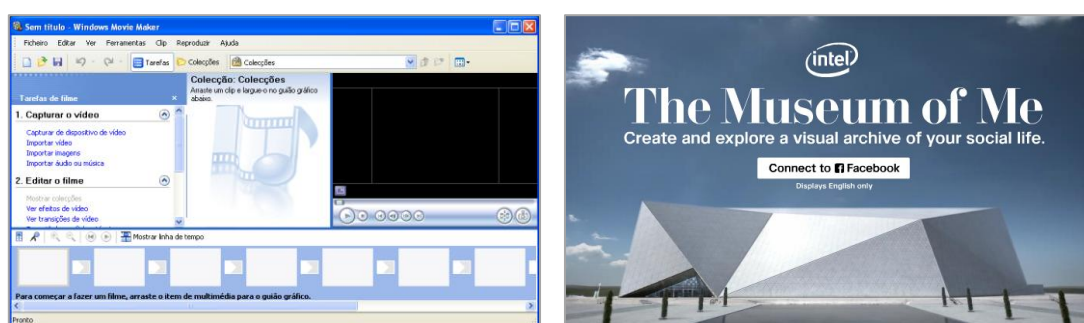 Sem título - Windows Movie Maker
Ficheiro Editar Ver Ferramentas Clip Reproduzir Ajuda
Tarefas Colecções Colecções
Tarefas de filme
1. Capturar o vídeo
Capturar de dispositivo de vídeo
Importar vídeo
Importar imagens
Importar áudio ou música
2. Editar o filme
Mostrar colecções
Ver efeitos de vídeo
Ver transições de vídeo
Colecção: Colecções
Arraste um clip e largue-o no guião gráfico
abaixo.
Mostrar linha de tempo
Para começar a fazer um filme, arraste o item de multimédia para o guião gráfico.
Pronto
intel
The Museum of Me
Create and explore a visual archive of your social life.
Connect to Facebook
Displays English only